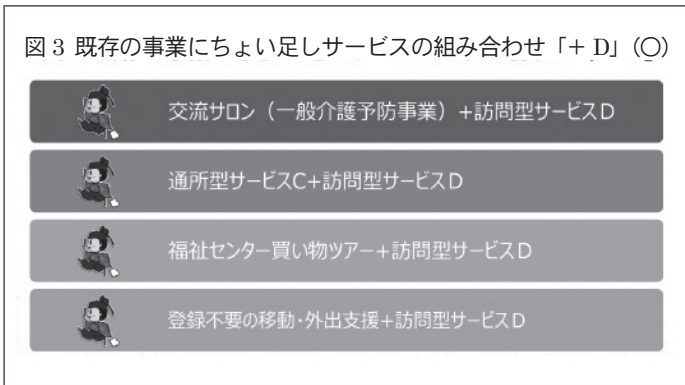 図3 既存の事業にちょい足しサービスの組み合わせ「+D」(○)
交流サロン（一般介護予防事業）+訪問型サービスD
通所型サービスC+訪問型サービスD
福祉センター買い物ツアー+訪問型サービスD
登録不要の移動・外出支援+訪問型サービスD